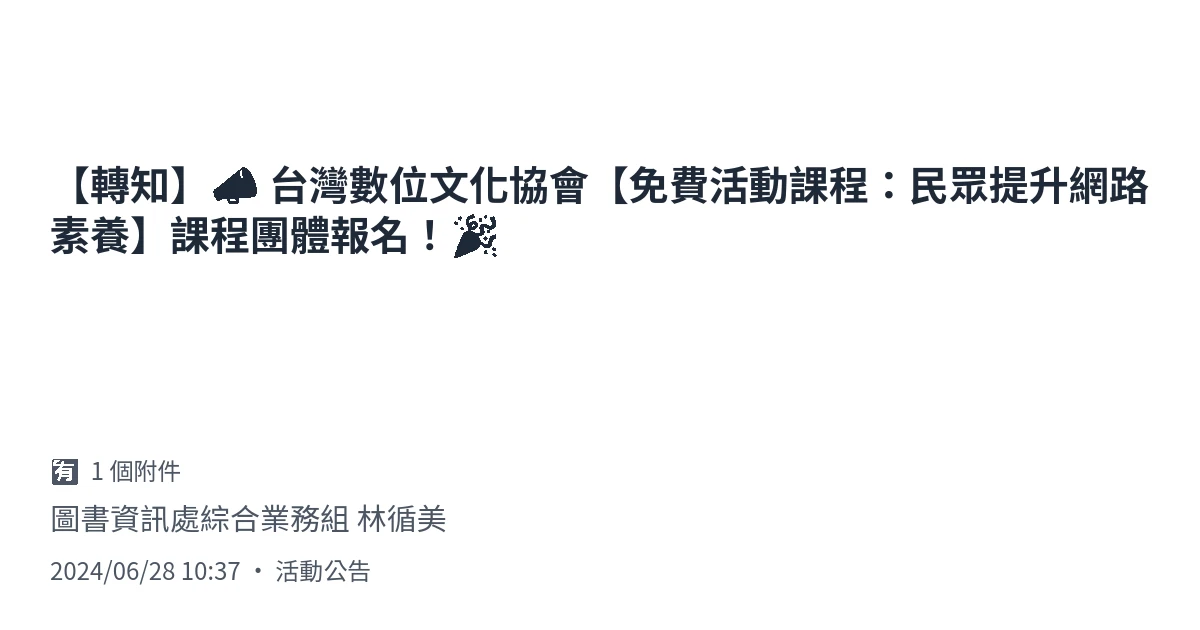 【轉知】📣 台灣數位文化協會【免費活動課程：民眾提升網路
素養】課程團體報名！🎉
🈶 1 個附件
圖書資訊處綜合業務組 林循美
2024/06/28 10:37 • 活動公告